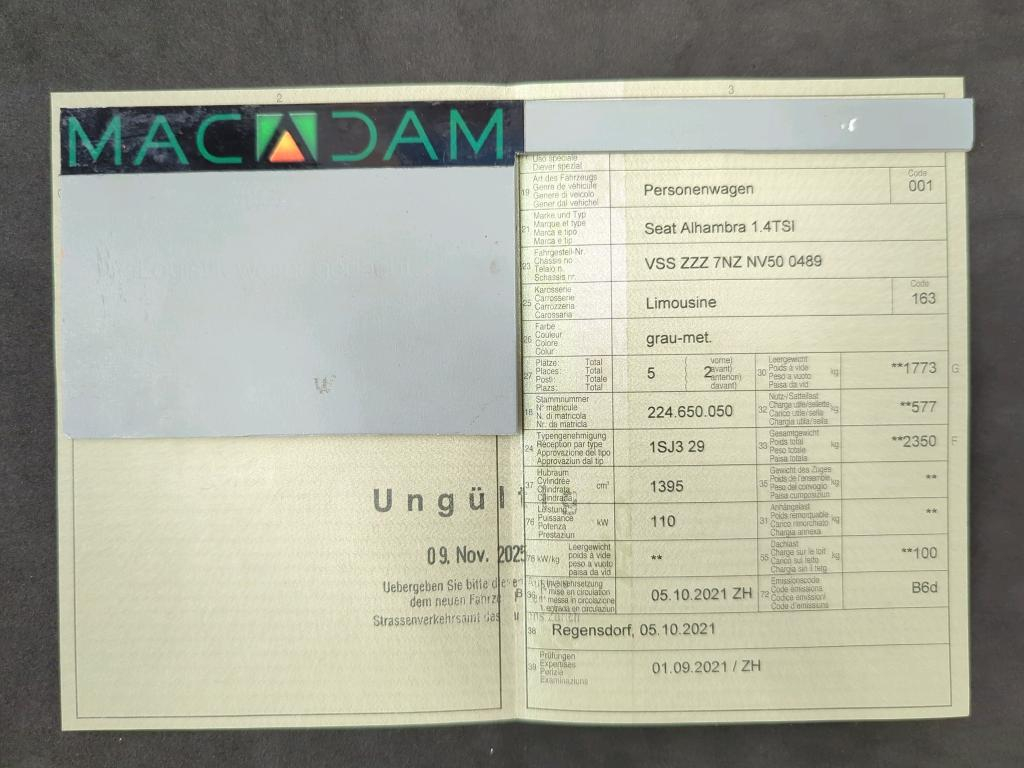 2
3
MACADAM
Uso speciale
Diever spezial
19 Art des Fahrzeugs
Genre de véhicule
Genere di veicolo
Gener dal vehichel
Personenwagen
Code
001
21 Marke und Typ
Marque et type
Marca e tipo
Marca e tip
Seat Alhambra 1.4TSI
23 Fahrgestell-Nr.
Châssis no
Telaio n.
Schassis nr.
VSS ZZZ 7NZ NV50 0489
25 Karosserie
Carrosserie
Carrozzeria
Carossaria
Limousine
Code
163
26 Farbe
Couleur
Colore
Colur
grau-met.
27 Plätze: Total
Places: Total
Posti: Totale
Plazs: Total
5 ( 2 vorne)
avant)
anteriori)
davant)
30 Leergewicht
Poids à vide kg
Peso a vuoto
Paisa da vid
**1773 G
18 Stammnummer
N° matricule
N. di matricola
Nr. da matricla
224.650.050
32 Nutz-/Sattellast
Charge utile/sellette kg
Carico utile/sella
Chargia utila/sella
**577
24 Typengenehmigung
Réception par type
Approvazione del tipo
Approvaziun dal tip
1SJ3 29
33 Gesamtgewicht
Poids total kg
Peso totale
Paisa totala
**2350 F
37 Hubraum
Cylindrée cm³
Cilindrata
Cilindrada
1395
35 Gewicht des Zuges
Poids de l'ensemble kg
Peso del convoglio
Paisa cumposiziun
**
76 Leistung
Puissance kW
Potenza
Prestaziun
110
31 Anhängelast
Poids remorquable kg
Carico rimorchiato
Chargia annexa
**
78 kW/kg Leergewicht
poids à vide
peso a vuoto
paisa da vid
**
55 Dachlast
Charge sur le toit kg
Carico sul tetto
Chargia sin il tetg
**100
36 1. Inverkehrsetzung
1re mise en circulation
1a messa in circolazione
1. entrada en circulaziun
05.10.2021 ZH
72 Emissionscode
Code émissions
Codice emissioni
Code d'emissiuns
B6d
38 Regensdorf, 05.10.2021
39 Prüfungen
Expertises
Perizie
Examinaziuns
01.09.2021 / ZH
Ungültig
09. Nov. 2025
Uebergeben Sie bitte diesen
dem neuen Fahrze
Strassenverkehrsamt des Kantons Zürich